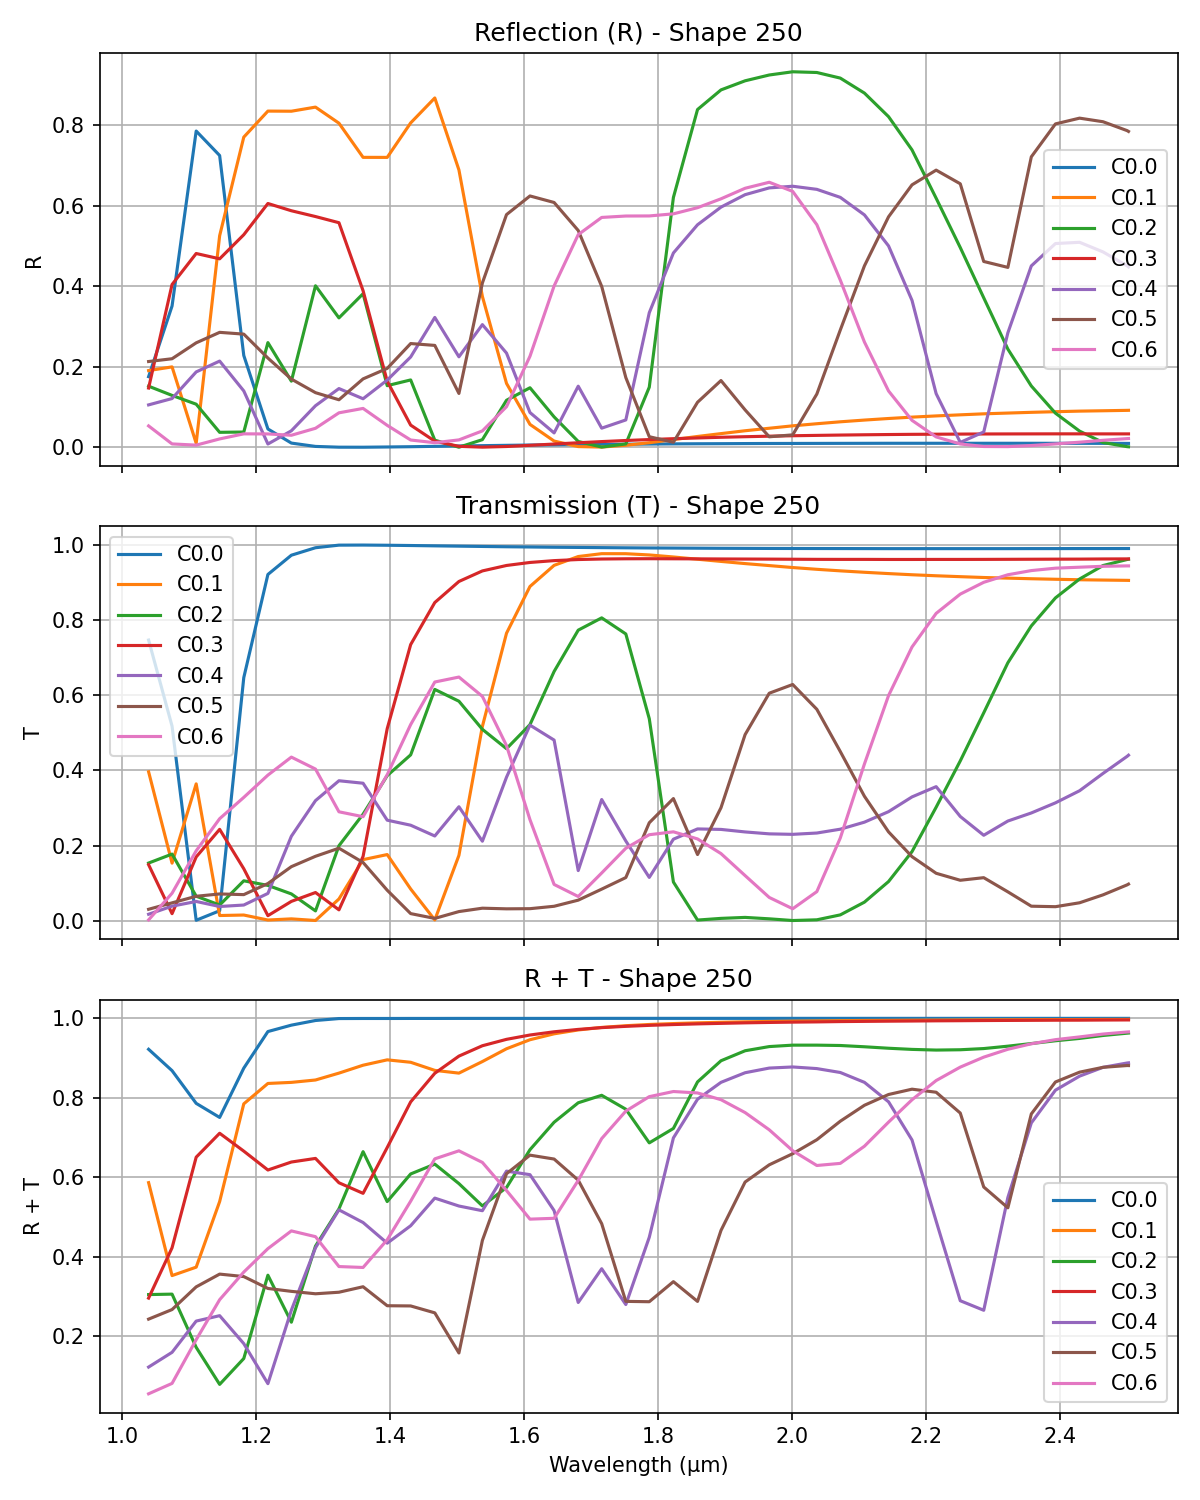 Reflection (R) - Shape 250
R
0.8
0.6
0.4
0.2
0.0
C0.0
C0.1
C0.2
C0.3
C0.4
C0.5
C0.6
Transmission (T) - Shape 250
T
1.0
0.8
0.6
0.4
0.2
0.0
C0.0
C0.1
C0.2
C0.3
C0.4
C0.5
C0.6
R + T - Shape 250
R + T
1.0
0.8
0.6
0.4
0.2
C0.0
C0.1
C0.2
C0.3
C0.4
C0.5
C0.6
1.0 1.2 1.4 1.6 1.8 2.0 2.2 2.4
Wavelength (μm)